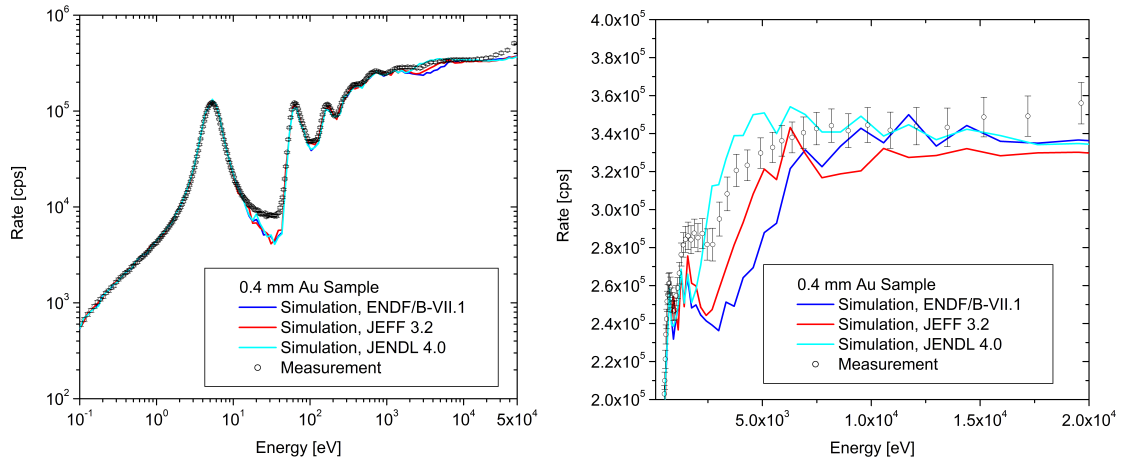 10^6
10^5
10^4
10^3
10^2
Rate [cps]
0.4 mm Au Sample
Simulation, ENDF/B-VII.1
Simulation, JEFF 3.2
Simulation, JENDL 4.0
Measurement
10^-1 10^0 10^1 10^2 10^3 10^4 5x10^4
Energy [eV]
4.0x10^5
3.8x10^5
3.6x10^5
3.4x10^5
3.2x10^5
3.0x10^5
2.8x10^5
2.6x10^5
2.4x10^5
2.2x10^5
2.0x10^5
Rate [cps]
0.4 mm Au Sample
Simulation, ENDF/B-VII.1
Simulation, JEFF 3.2
Simulation, JENDL 4.0
Measurement
5.0x10^3 1.0x10^4 1.5x10^4 2.0x10^4
Energy [eV]